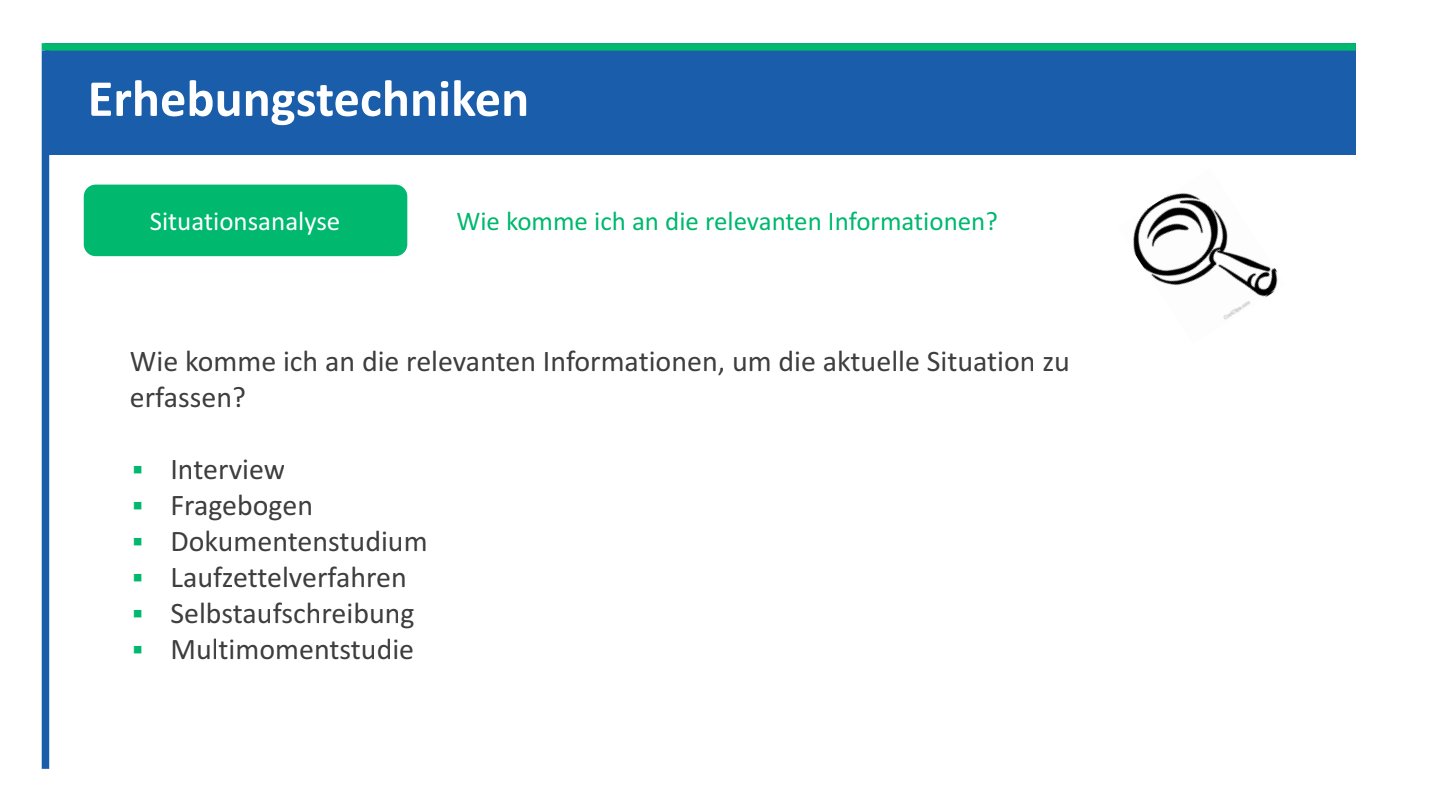 Erhebungstechniken
Situationsanalyse
Wie komme ich an die relevanten Informationen?
Wie komme ich an die relevanten Informationen, um die aktuelle Situation zu
erfassen?
▪ Interview
▪ Fragebogen
▪ Dokumentenstudium
▪ Laufzettelverfahren
▪ Selbstaufschreibung
▪ Multimomentstudie